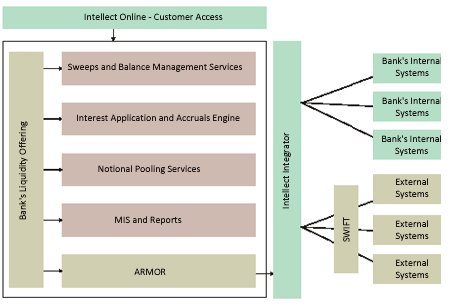 Intellect Online - Customer Access
Bank's Liquidity Offering
Sweeps and Balance Management Services
Interest Application and Accruals Engine
Notional Pooling Services
MIS and Reports
ARMOR
Intellect Integrator
Bank's Internal
Systems
Bank's Internal
Systems
Bank's Internal
Systems
SWIFT
External
Systems
External
Systems
External
Systems